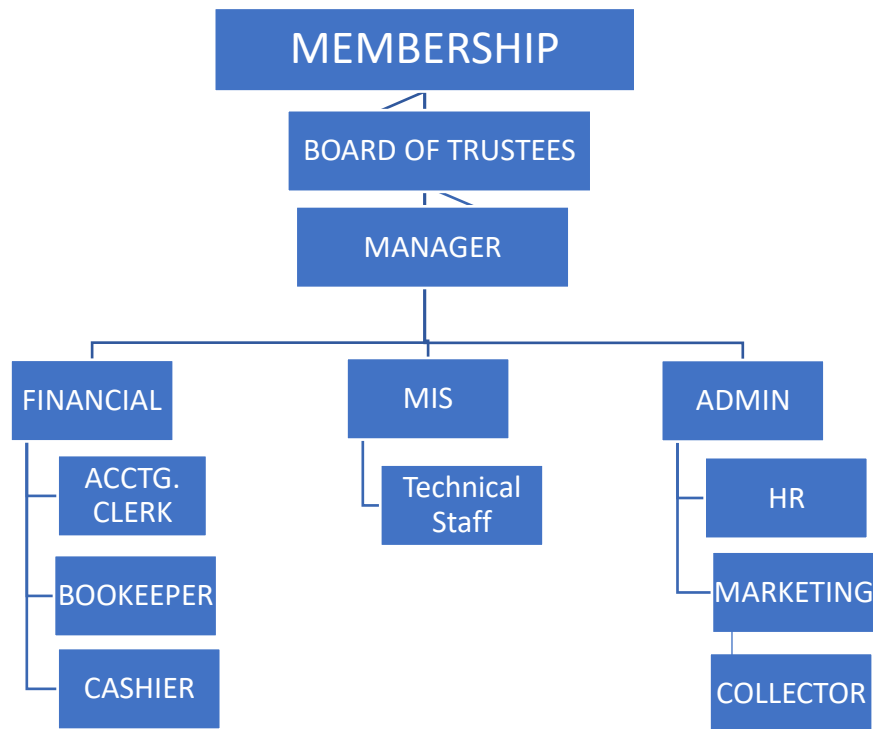 MEMBERSHIP
BOARD OF TRUSTEES
MANAGER
FINANCIAL
MIS
ADMIN
ACCTG.
CLERK
Technical
Staff
HR
BOOKEEPER
MARKETING
CASHIER
COLLECTOR